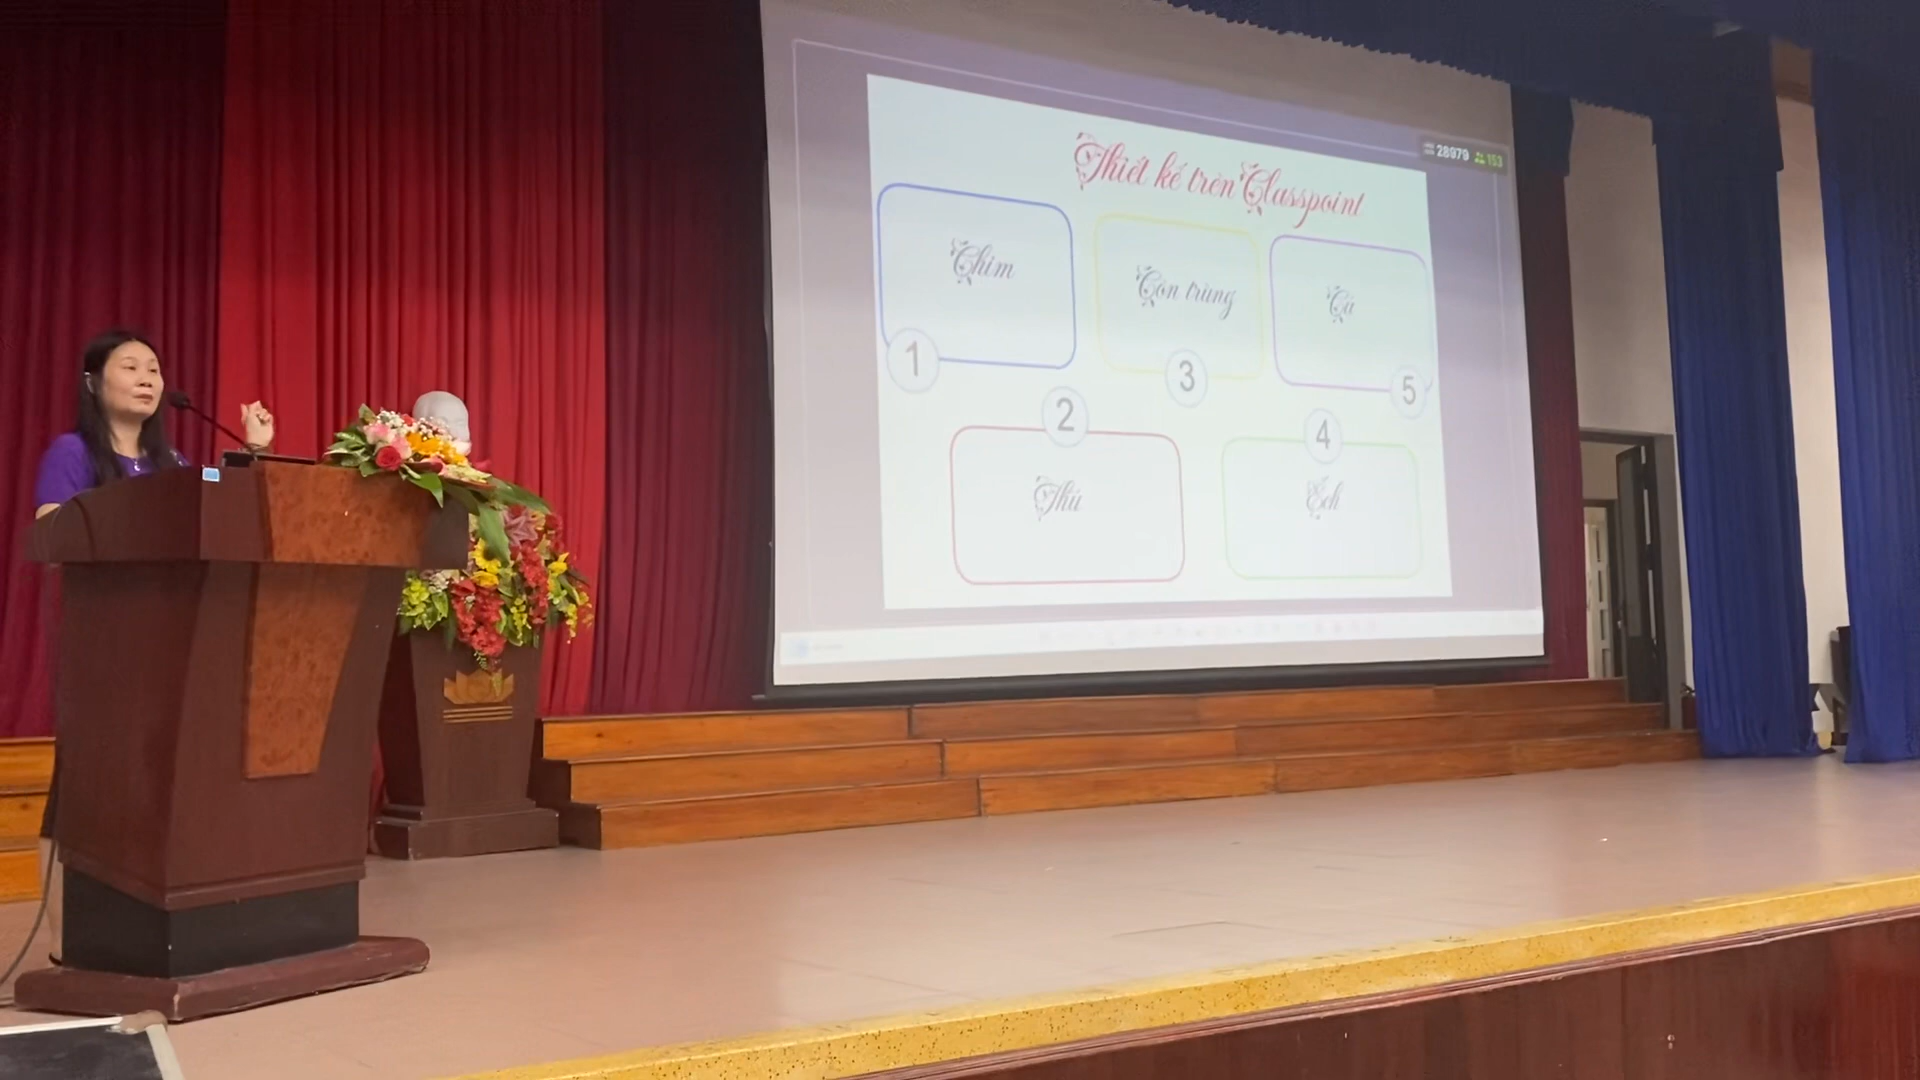 28979 153
Thiết kế trên Classpoint
Chim
1
Thú
2
Côn trùng
3
Ếch
4
Cá
5